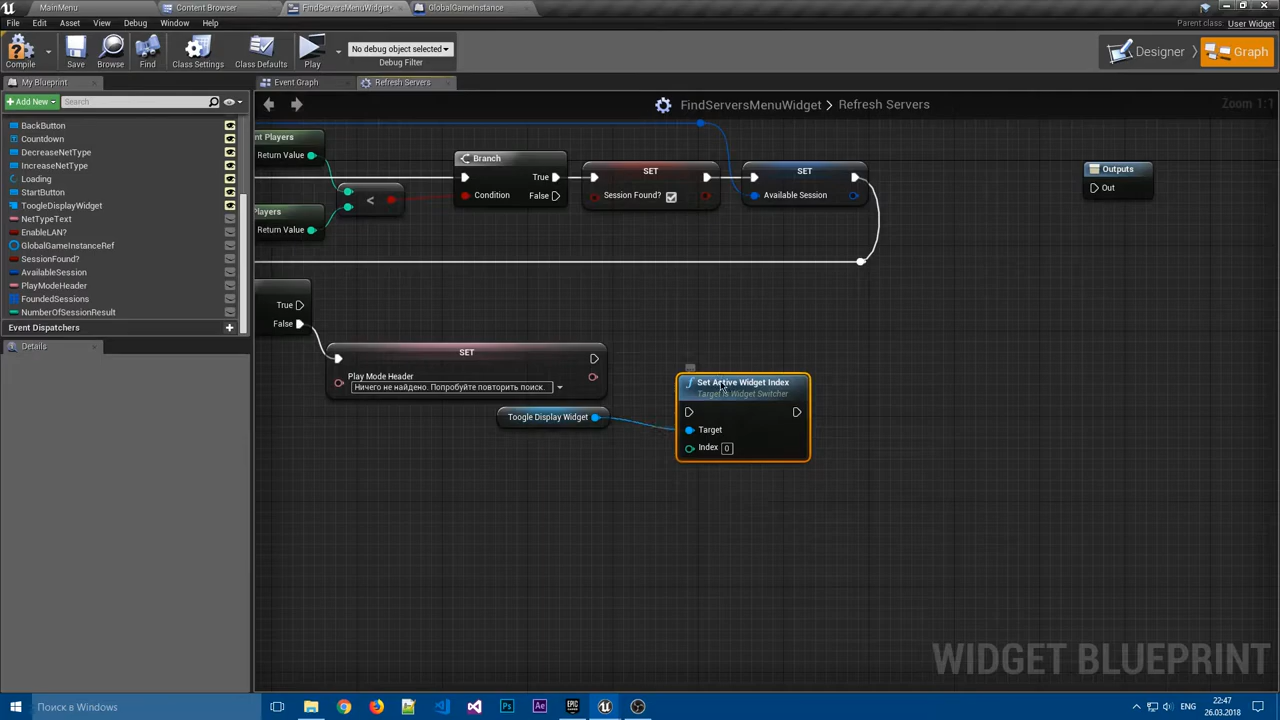 MainMenu
Content Browser
FindServersMenuWidget*
GlobalGameInstance
File Edit Asset View Debug Window Help
Parent class: User Widget
Compile
Save
Browse
Find
Class Settings
Class Defaults
Play
No debug object selected
Debug Filter
Designer
Graph
My Blueprint
Event Graph
Refresh Servers
+Add New
Search
FindServersMenuWidget > Refresh Servers
Zoom 1:1
BackButton
Countdown
DecreaseNetType
IncreaseNetType
Loading
StartButton
ToogleDisplayWidget
NetTypeText
EnableLAN?
GlobalGameInstanceRef
SessionFound?
AvailableSession
PlayModeHeader
FoundedSessions
NumberOfSessionResult
Event Dispatchers
Details
nt Players
Return Value
Players
Return Value
<
Branch
True
Condition
False
SET
Session Found?
SET
Available Session
Outputs
Out
True
False
SET
Play Mode Header
Ничего не найдено. Попробуйте повторить поиск.
Toogle Display Widget
f Set Active Widget Index
Target is Widget Switcher
Target
Index 0
WIDGET BLUEPRINT
Поиск в Windows
Ps
Ae
EPIC
22:47
26.03.2018